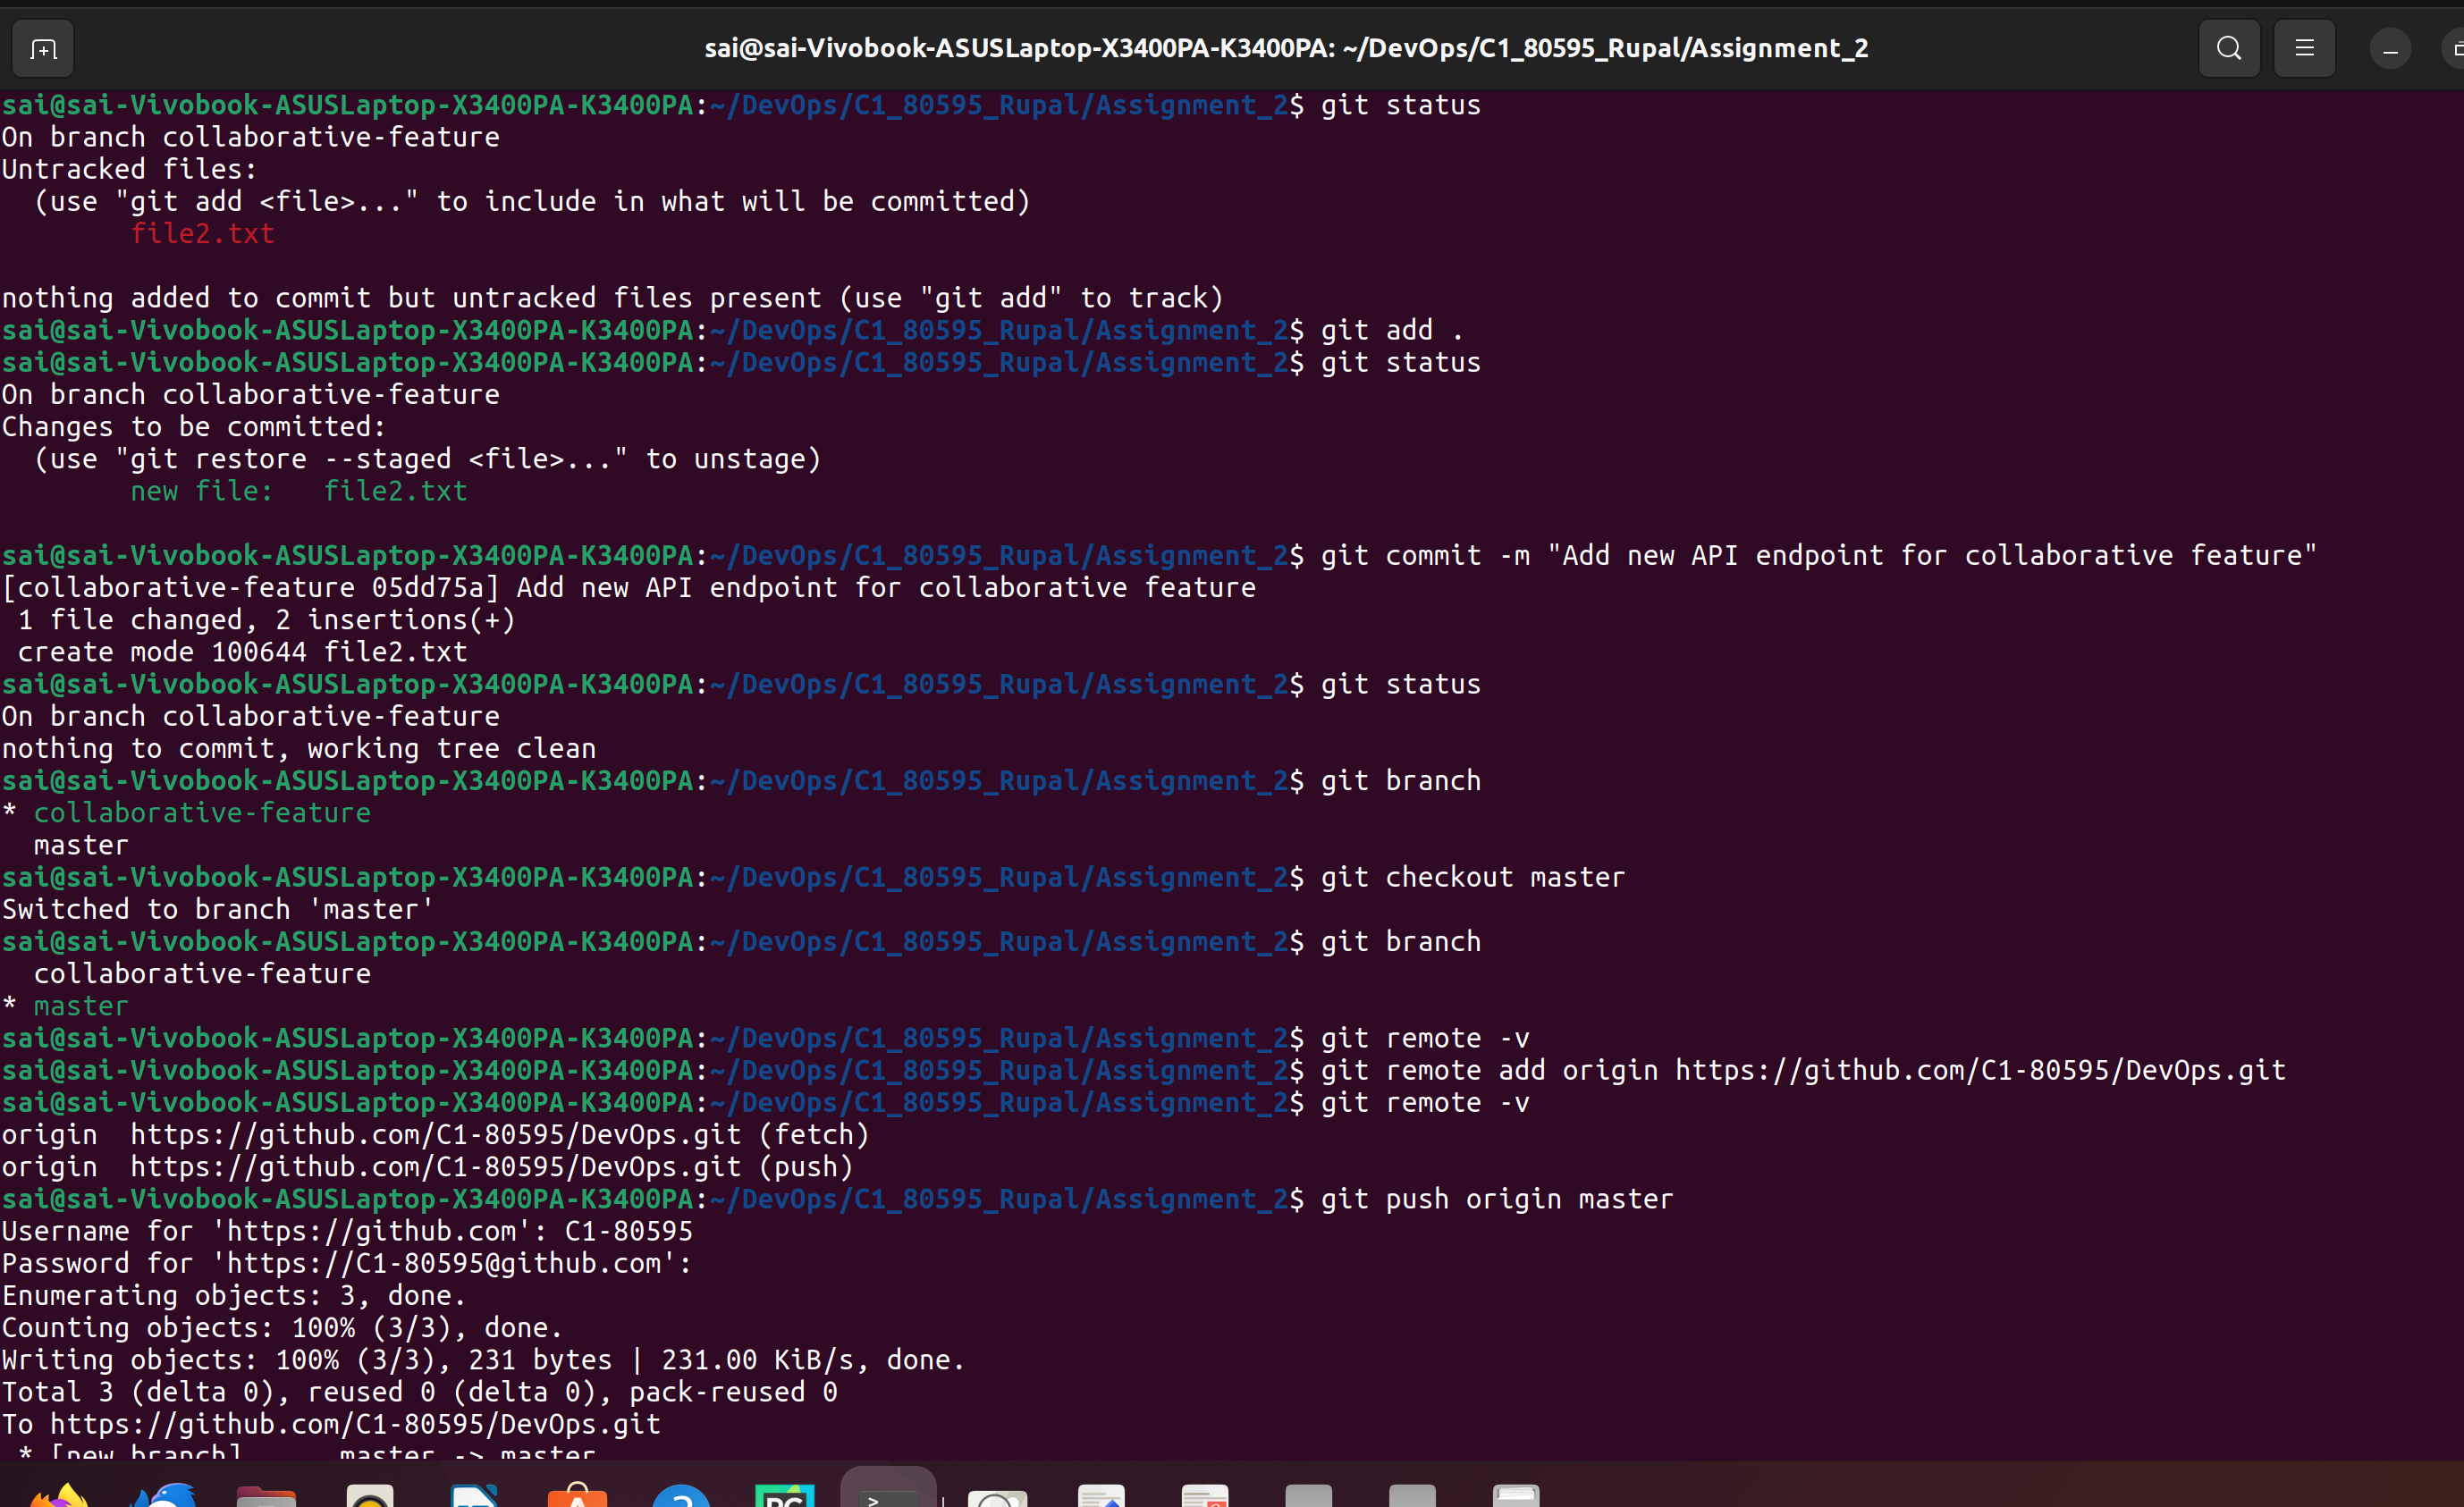 sai@sai-Vivobook-ASUSLaptop-X3400PA-K3400PA: ~/DevOps/C1_80595_Rupal/Assignment_2
sai@sai-Vivobook-ASUSLaptop-X3400PA-K3400PA:~/DevOps/C1_80595_Rupal/Assignment_2$ git status
On branch collaborative-feature
Untracked files:
  (use "git add <file>..." to include in what will be committed)
        file2.txt

nothing added to commit but untracked files present (use "git add" to track)
sai@sai-Vivobook-ASUSLaptop-X3400PA-K3400PA:~/DevOps/C1_80595_Rupal/Assignment_2$ git add .
sai@sai-Vivobook-ASUSLaptop-X3400PA-K3400PA:~/DevOps/C1_80595_Rupal/Assignment_2$ git status
On branch collaborative-feature
Changes to be committed:
  (use "git restore --staged <file>..." to unstage)
        new file:   file2.txt

sai@sai-Vivobook-ASUSLaptop-X3400PA-K3400PA:~/DevOps/C1_80595_Rupal/Assignment_2$ git commit -m "Add new API endpoint for collaborative feature"
[collaborative-feature 05dd75a] Add new API endpoint for collaborative feature
 1 file changed, 2 insertions(+)
 create mode 100644 file2.txt
sai@sai-Vivobook-ASUSLaptop-X3400PA-K3400PA:~/DevOps/C1_80595_Rupal/Assignment_2$ git status
On branch collaborative-feature
nothing to commit, working tree clean
sai@sai-Vivobook-ASUSLaptop-X3400PA-K3400PA:~/DevOps/C1_80595_Rupal/Assignment_2$ git branch
* collaborative-feature
  master
sai@sai-Vivobook-ASUSLaptop-X3400PA-K3400PA:~/DevOps/C1_80595_Rupal/Assignment_2$ git checkout master
Switched to branch 'master'
sai@sai-Vivobook-ASUSLaptop-X3400PA-K3400PA:~/DevOps/C1_80595_Rupal/Assignment_2$ git branch
  collaborative-feature
* master
sai@sai-Vivobook-ASUSLaptop-X3400PA-K3400PA:~/DevOps/C1_80595_Rupal/Assignment_2$ git remote -v
sai@sai-Vivobook-ASUSLaptop-X3400PA-K3400PA:~/DevOps/C1_80595_Rupal/Assignment_2$ git remote add origin https://github.com/C1-80595/DevOps.git
sai@sai-Vivobook-ASUSLaptop-X3400PA-K3400PA:~/DevOps/C1_80595_Rupal/Assignment_2$ git remote -v
origin  https://github.com/C1-80595/DevOps.git (fetch)
origin  https://github.com/C1-80595/DevOps.git (push)
sai@sai-Vivobook-ASUSLaptop-X3400PA-K3400PA:~/DevOps/C1_80595_Rupal/Assignment_2$ git push origin master
Username for 'https://github.com': C1-80595
Password for 'https://C1-80595@github.com':
Enumerating objects: 3, done.
Counting objects: 100% (3/3), done.
Writing objects: 100% (3/3), 231 bytes | 231.00 KiB/s, done.
Total 3 (delta 0), reused 0 (delta 0), pack-reused 0
To https://github.com/C1-80595/DevOps.git
 * [new branch]      master -> master
PC